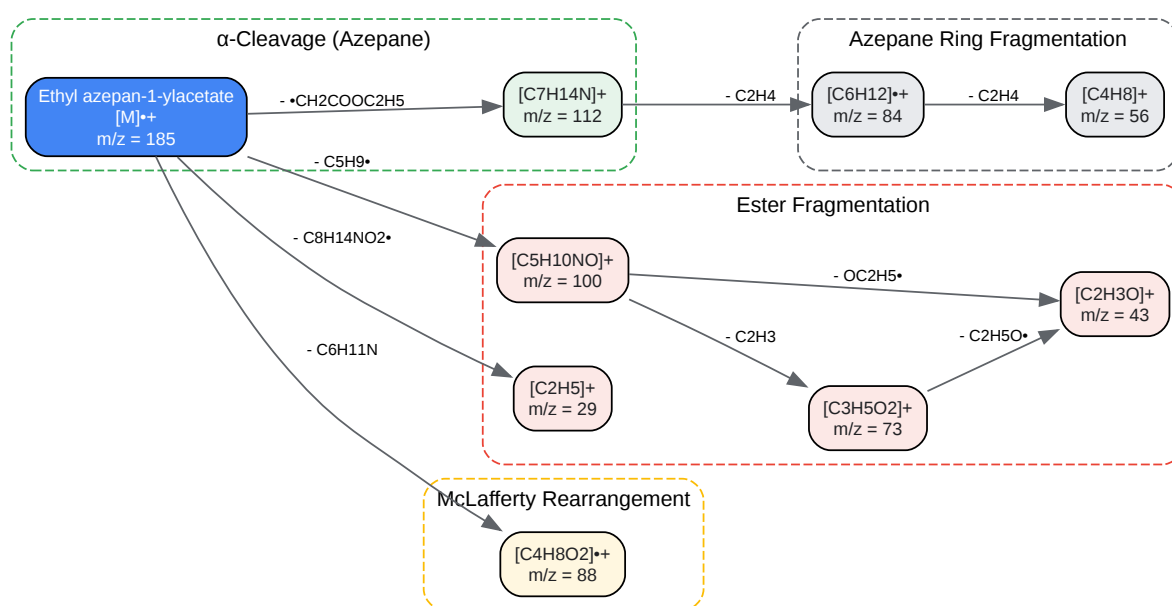 α-Cleavage (Azepane)
Ethyl azepan-1-ylacetate
[M]•+
m/z = 185
- •CH2COOC2H5
[C7H14N]+
m/z = 112
- C2H4
Azepane Ring Fragmentation
[C6H12]•+
m/z = 84
- C2H4
[C4H8]+
m/z = 56
- C5H9•
- C8H14NO2•
- C6H11N
Ester Fragmentation
[C5H10NO]+
m/z = 100
- OC2H5•
[C2H3O]+
m/z = 43
- C2H3
- C2H5O•
[C2H5]+
m/z = 29
[C3H5O2]+
m/z = 73
McLafferty Rearrangement
[C4H8O2]•+
m/z = 88